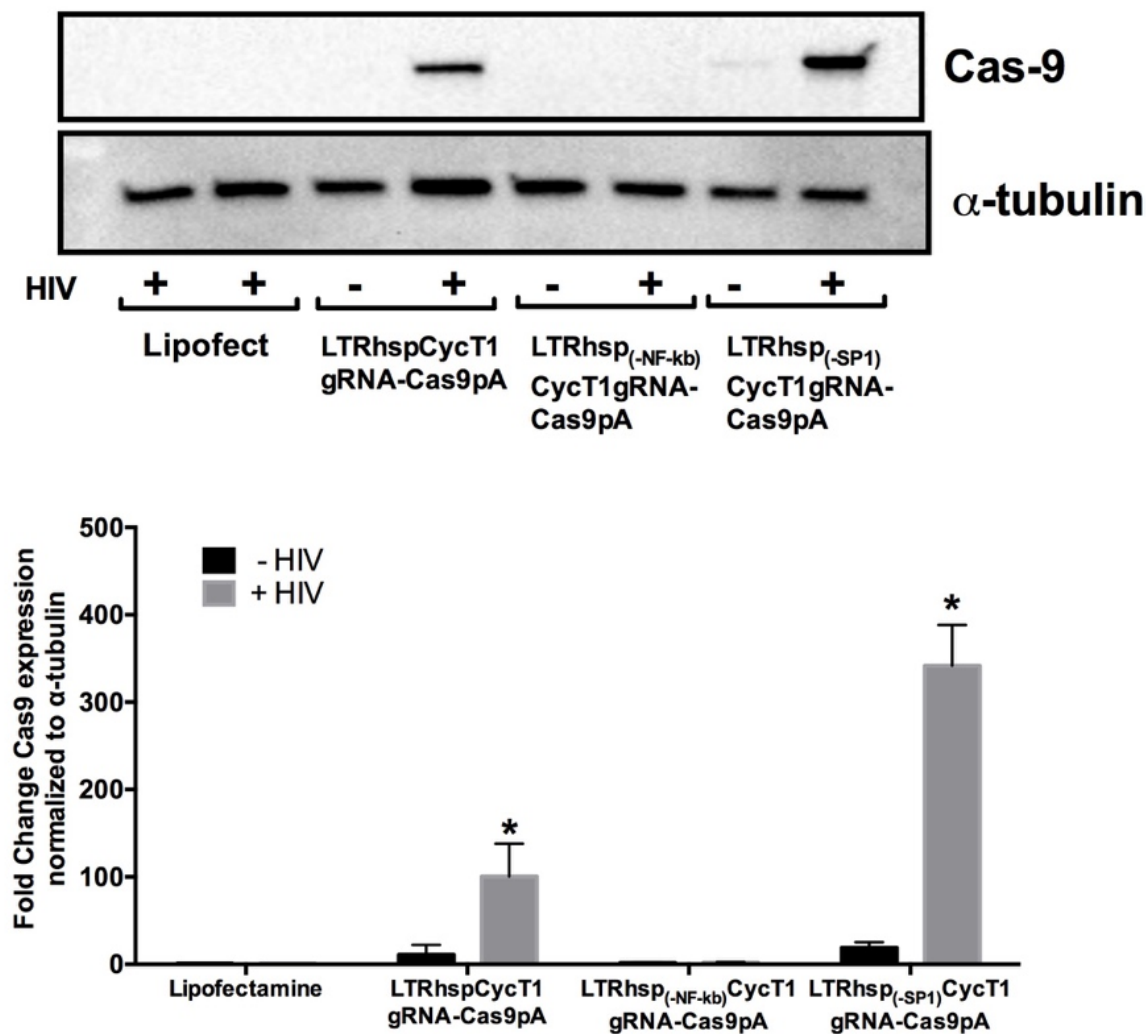 Cas-9
α-tubulin
HIV + + - + - + - +
Lipofect
LTRhspCycT1
gRNA-Cas9pA
LTRhsp(-NF-kb)
CycT1gRNA-
Cas9pA
LTRhsp(-SP1)
CycT1gRNA-
Cas9pA
Fold Change Cas9 expression
normalized to α-tubulin
500
400
300
200
100
0
- HIV
+ HIV
*
*
Lipofectamine
LTRhspCycT1
gRNA-Cas9pA
LTRhsp(-NF-kb)CycT1
gRNA-Cas9pA
LTRhsp(-SP1)CycT1
gRNA-Cas9pA